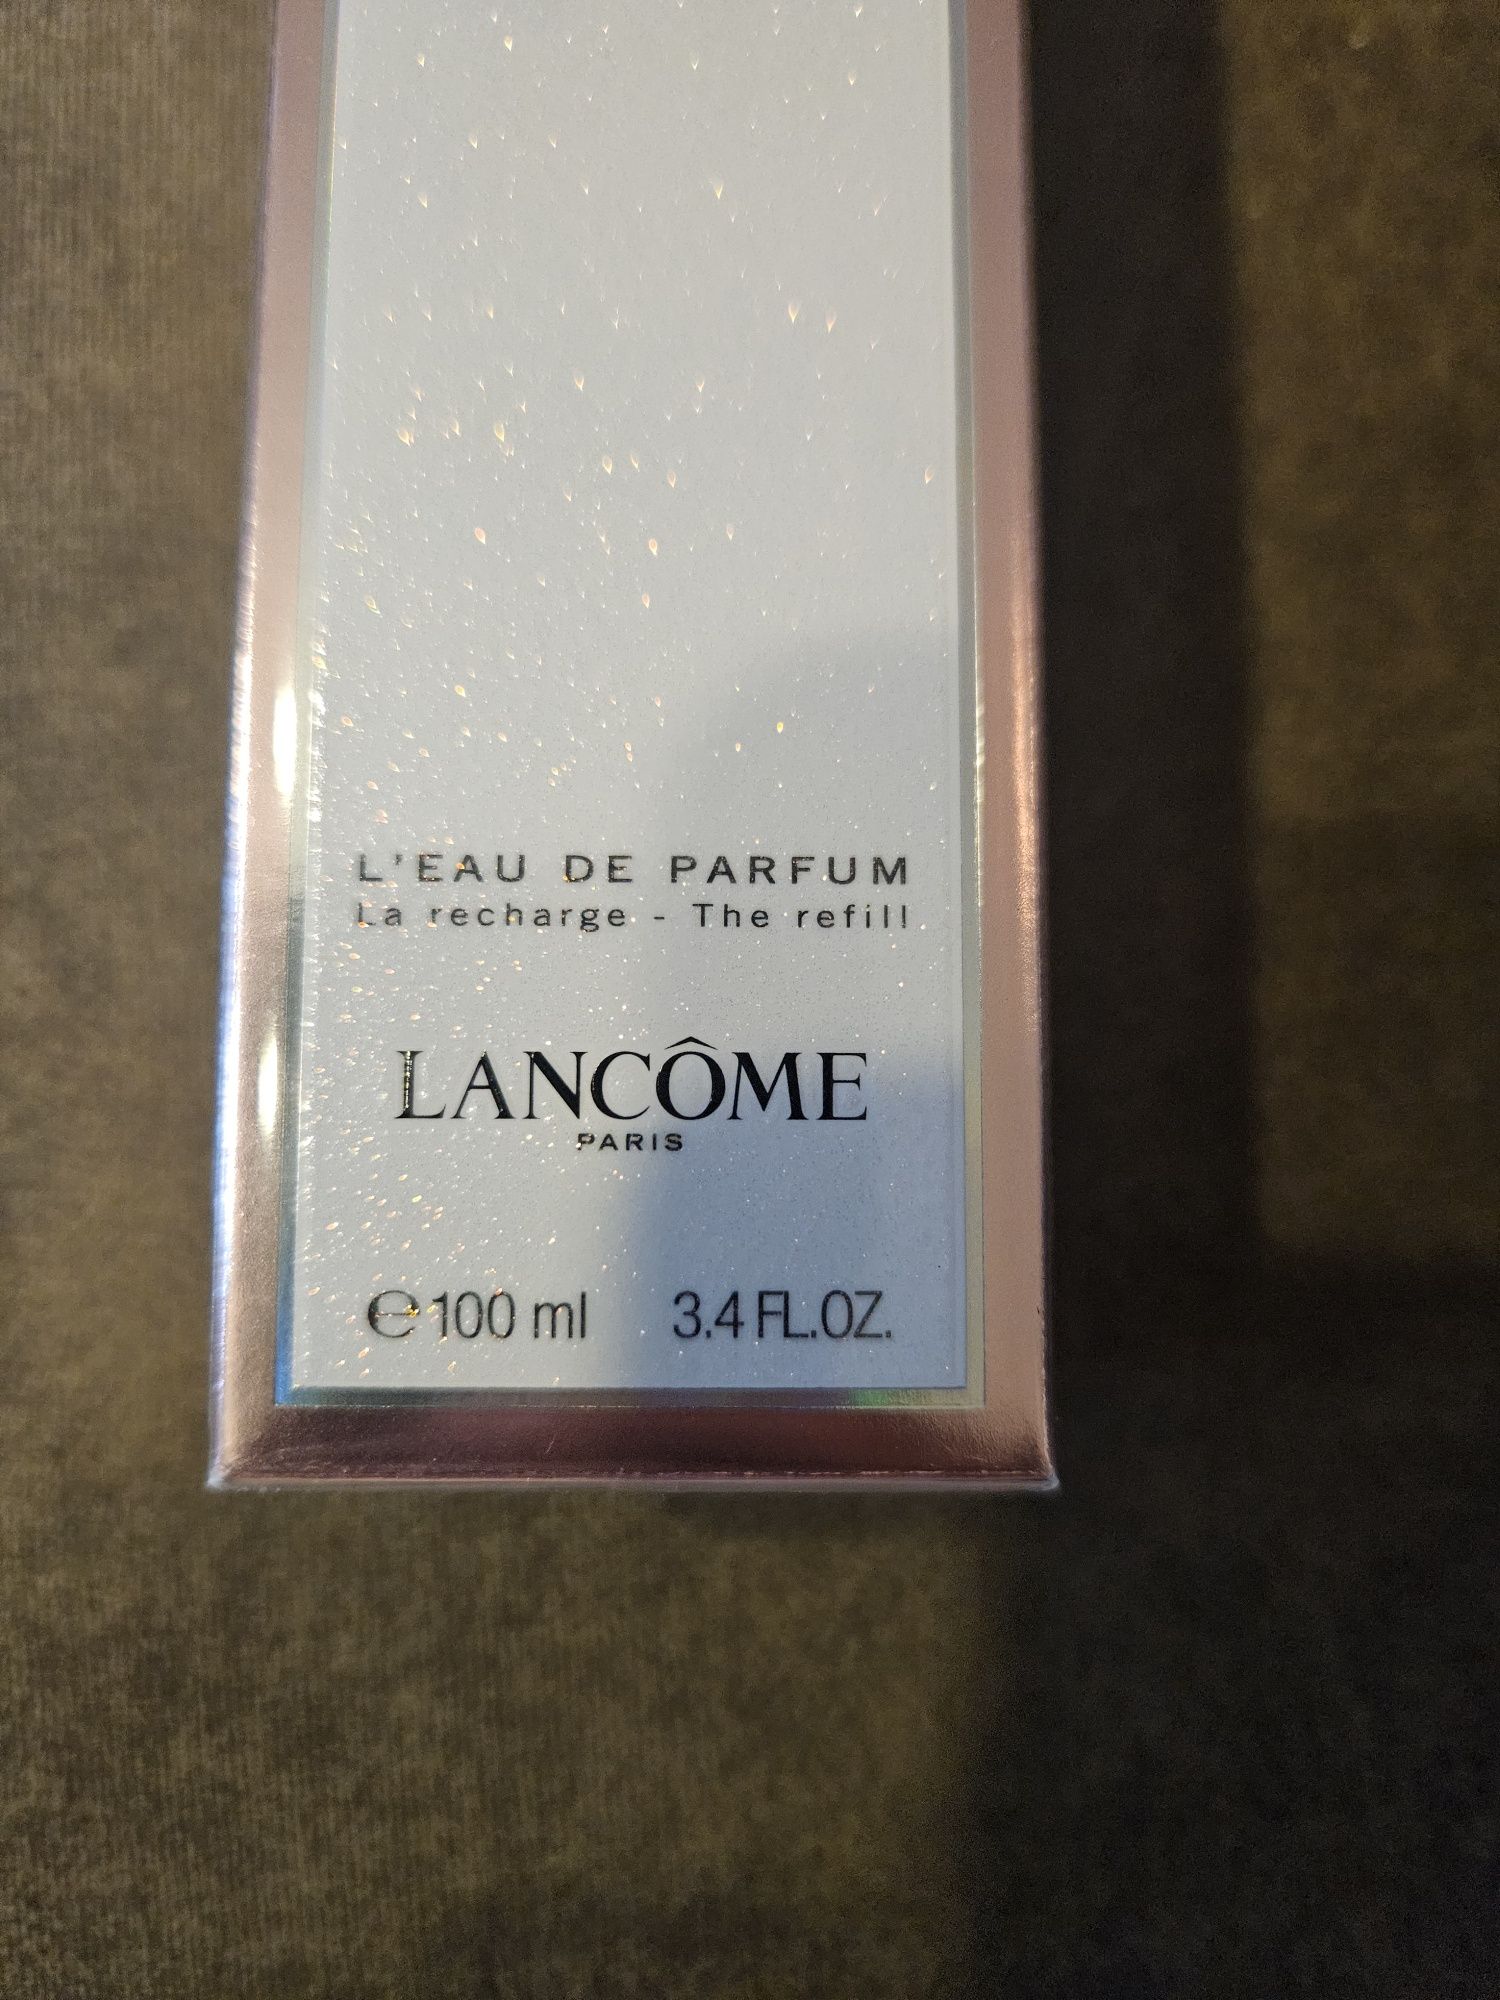 L'EAU DE PARFUM
La recharge - The refill
LANCÔME
PARIS
℮100 ml 3.4 FL.OZ.